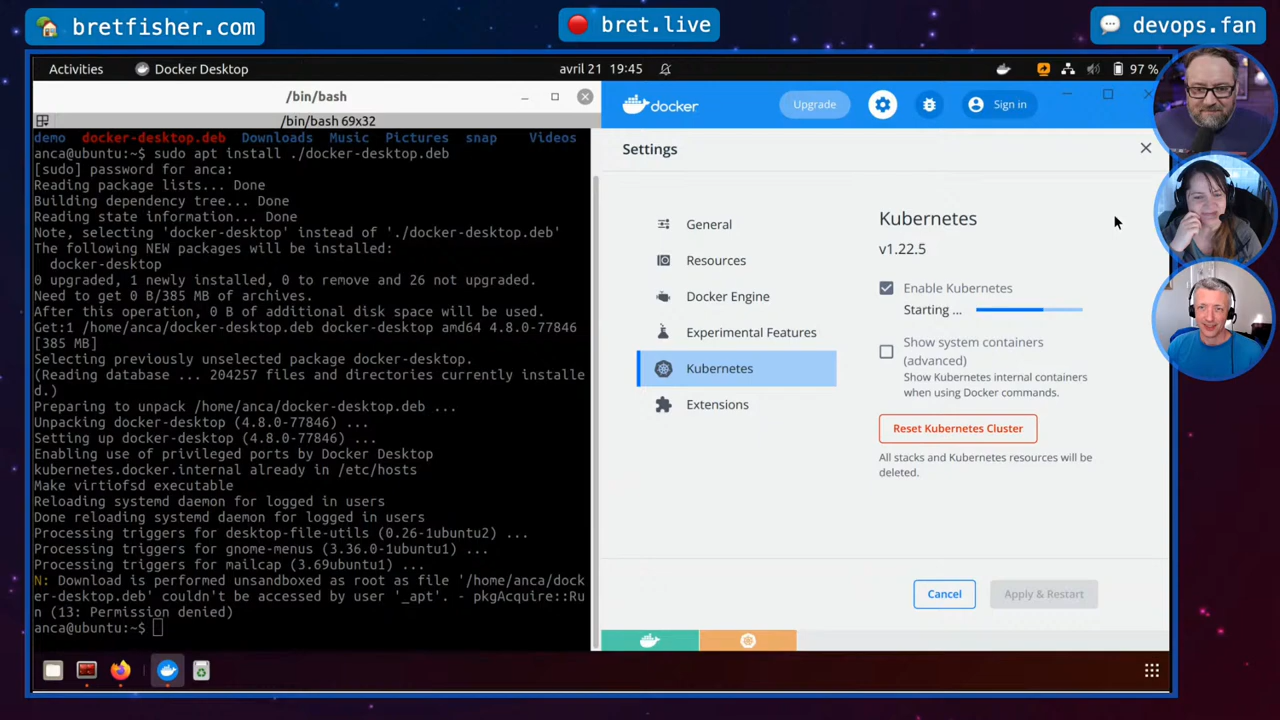 bretfisher.com
bret.live
devops.fan
Activities
Docker Desktop
avril 21 19:45
97 %
/bin/bash
/bin/bash 69x32
demo docker-desktop.deb Downloads Music Pictures snap Videos
anca@ubuntu:~$ sudo apt install ./docker-desktop.deb
[sudo] password for anca:
Reading package lists... Done
Building dependency tree... Done
Reading state information... Done
Note, selecting 'docker-desktop' instead of './docker-desktop.deb'
The following NEW packages will be installed:
docker-desktop
0 upgraded, 1 newly installed, 0 to remove and 26 not upgraded.
Need to get 0 B/385 MB of archives.
After this operation, 0 B of additional disk space will be used.
Get:1 /home/anca/docker-desktop.deb docker-desktop amd64 4.8.0-77846
[385 MB]
Selecting previously unselected package docker-desktop.
(Reading database ... 204257 files and directories currently installe
d.)
Preparing to unpack /home/anca/docker-desktop.deb ...
Unpacking docker-desktop (4.8.0-77846) ...
Setting up docker-desktop (4.8.0-77846) ...
Enabling use of privileged ports by Docker Desktop
kubernetes.docker.internal already in /etc/hosts
Make virtiofsd executable
Reloading systemd daemon for logged in users
Done reloading systemd daemon for logged in users
Processing triggers for desktop-file-utils (0.26-1ubuntu2) ...
Processing triggers for gnome-menus (3.36.0-1ubuntu1) ...
Processing triggers for mailcap (3.69ubuntu1) ...
N: Download is performed unsandboxed as root as file '/home/anca/dock
er-desktop.deb' couldn't be accessed by user '_apt'. - pkgAcquire::Ru
n (13: Permission denied)
anca@ubuntu:~$
docker
Upgrade
Sign in
Settings
General
Resources
Docker Engine
Experimental Features
Kubernetes
Extensions
Kubernetes
v1.22.5
Enable Kubernetes
Starting ...
Show system containers
(advanced)
Show Kubernetes internal containers
when using Docker commands.
Reset Kubernetes Cluster
All stacks and Kubernetes resources will be
deleted.
Cancel
Apply & Restart